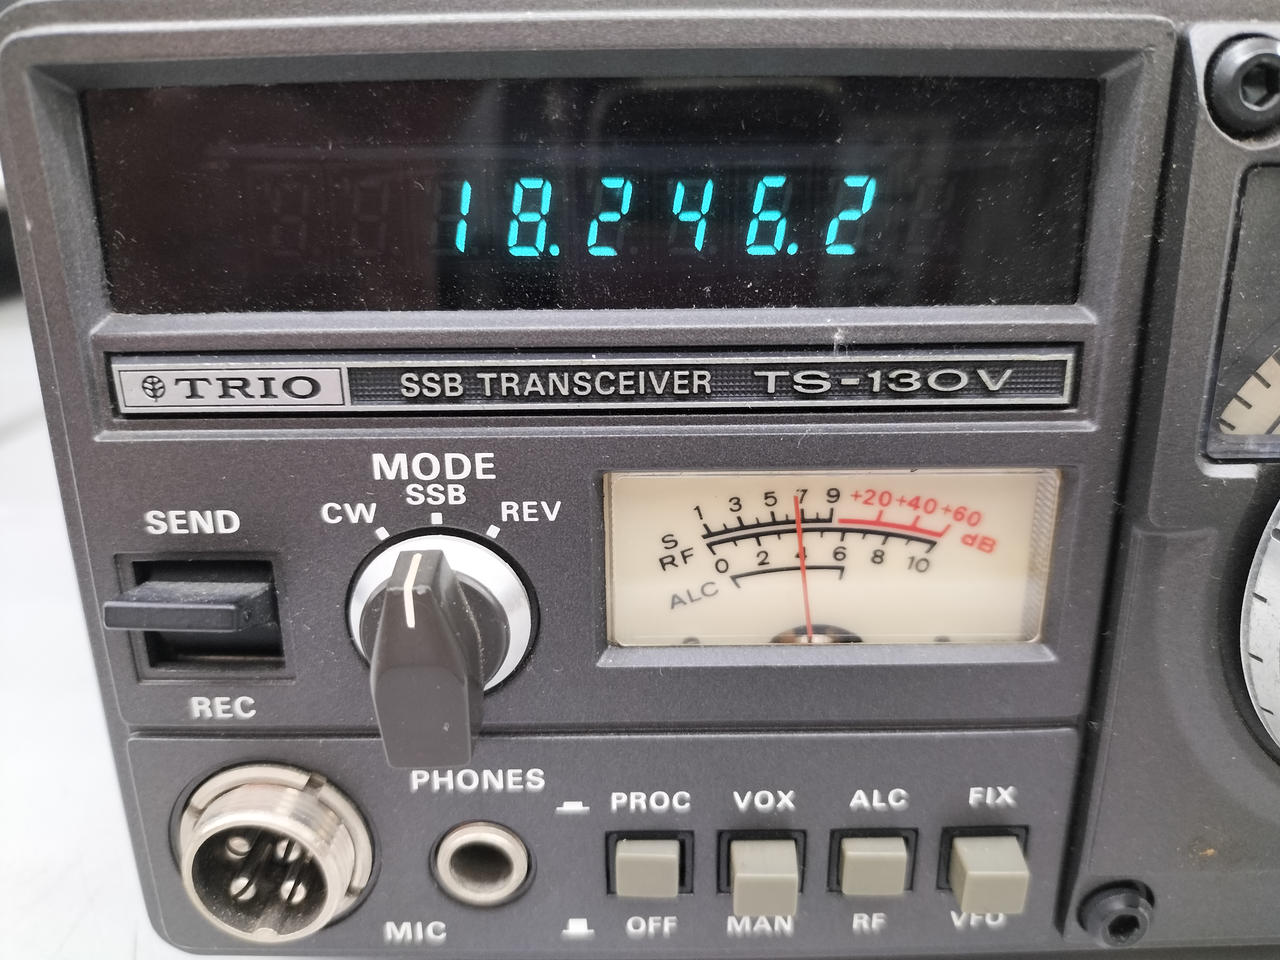 18.246.2
TRIO SSB TRANSCEIVER TS-130V
MODE
CW SSB REV
SEND
REC
S 1 3 5 7 9 +20 +40 +60 dB
RF 0 2 4 6 8 10
ALC
PHONES
MIC
PROC VOX ALC FIX
OFF MAN RF VFO